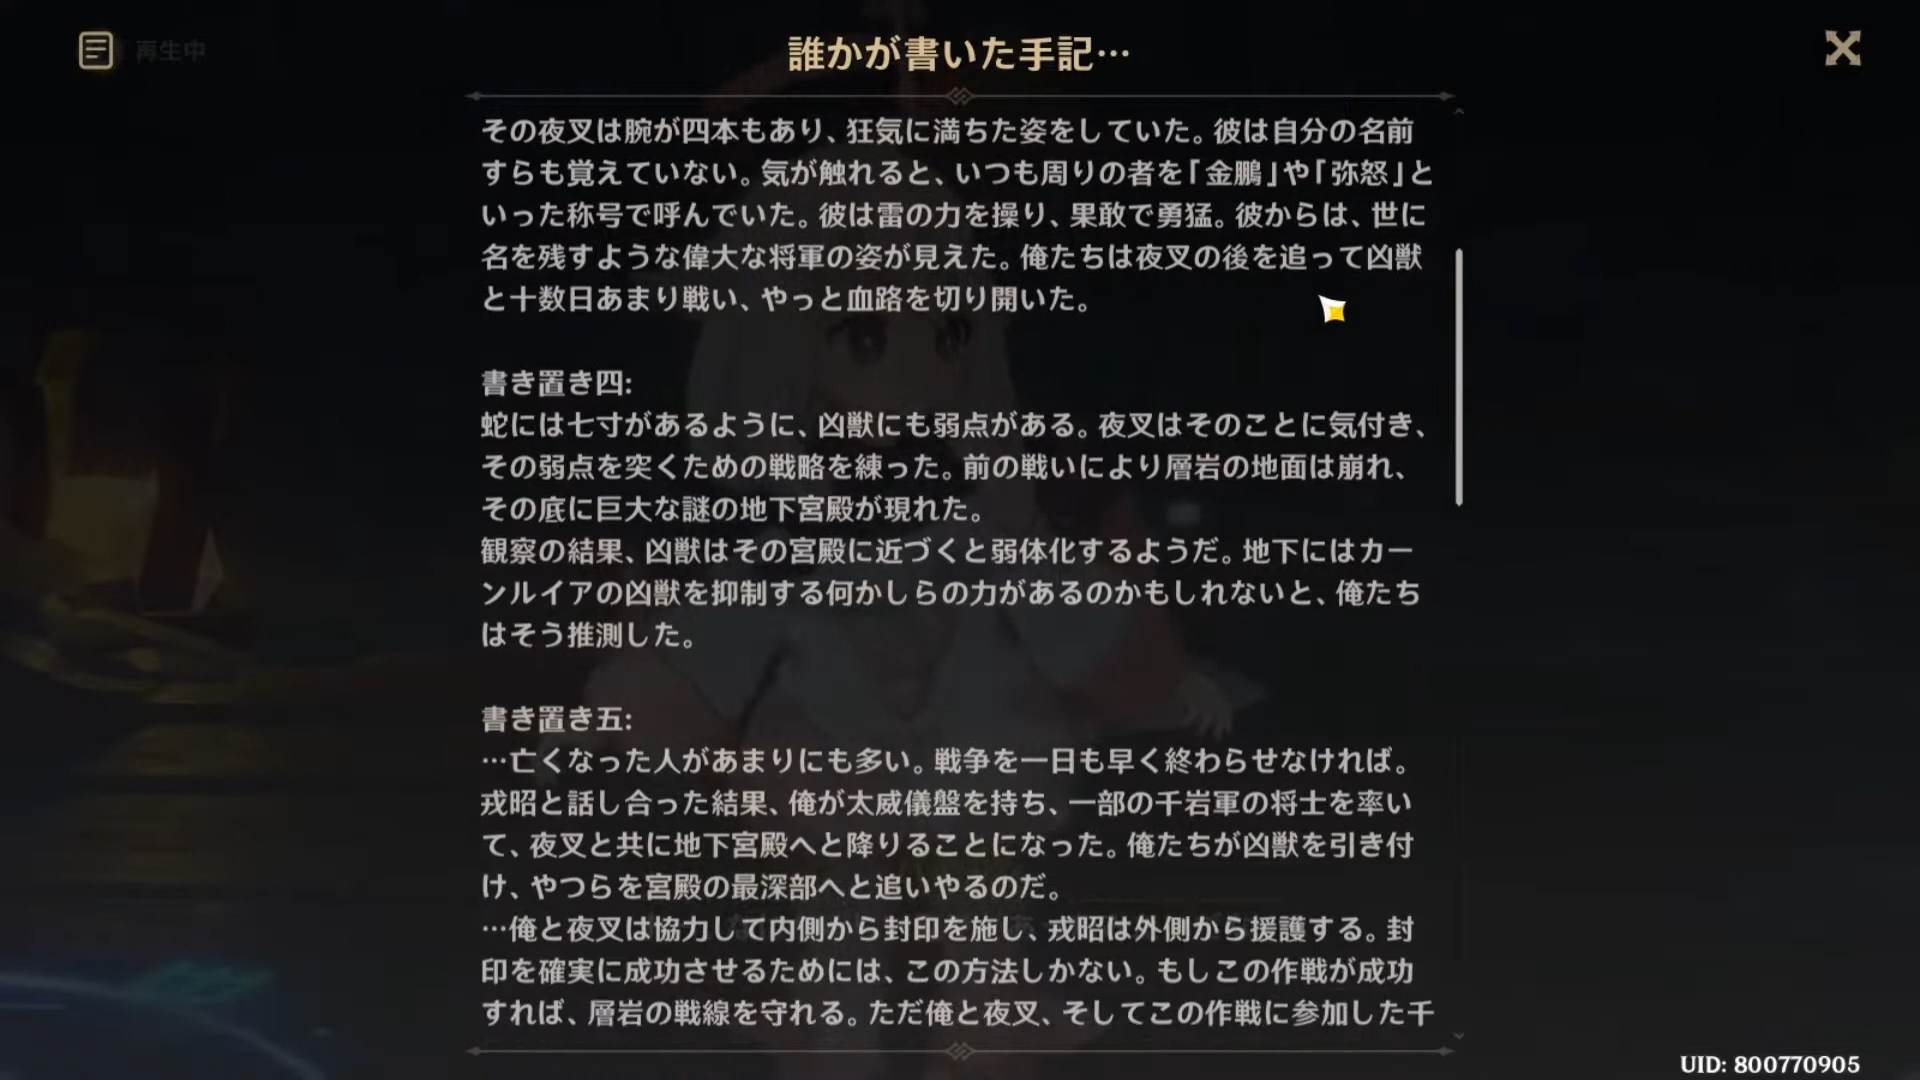 再生中
誰かが書いた手記…
その夜叉は腕が四本もあり、狂気に満ちた姿をしていた。彼は自分の名前
すらも覚えていない。気が触れると、いつも周りの者を「金鵬」や「弥怒」と
いった称号で呼んでいた。彼は雷の力を操り、果敢で勇猛。彼からは、世に
名を残すような偉大な将軍の姿が見えた。俺たちは夜叉の後を追って凶獣
と十数日あまり戦い、やっと血路を切り開いた。
書き置き四:
蛇には七寸があるように、凶獣にも弱点がある。夜叉はそのことに気付き、
その弱点を突くための戦略を練った。前の戦いにより層岩の地面は崩れ、
その底に巨大な謎の地下宮殿が現れた。
観察の結果、凶獣はその宮殿に近づくと弱体化するようだ。地下にはカー
ンルイアの凶獣を抑制する何かしらの力があるのかもしれないと、俺たち
はそう推測した。
書き置き五:
…亡くなった人があまりにも多い。戦争を一日も早く終わらせなければ。
戎昭と話し合った結果、俺が太威儀盤を持ち、一部の千岩軍の将士を率い
て、夜叉と共に地下宮殿へと降りることになった。俺たちが凶獣を引き付
け、やつらを宮殿の最深部へと追いやるのだ。
…俺と夜叉は協力して内側から封印を施し、戎昭は外側から援護する。封
印を確実に成功させるためには、この方法しかない。もしこの作戦が成功
すれば、層岩の戦線を守れる。ただ俺と夜叉、そしてこの作戦に参加した千
UID: 800770905